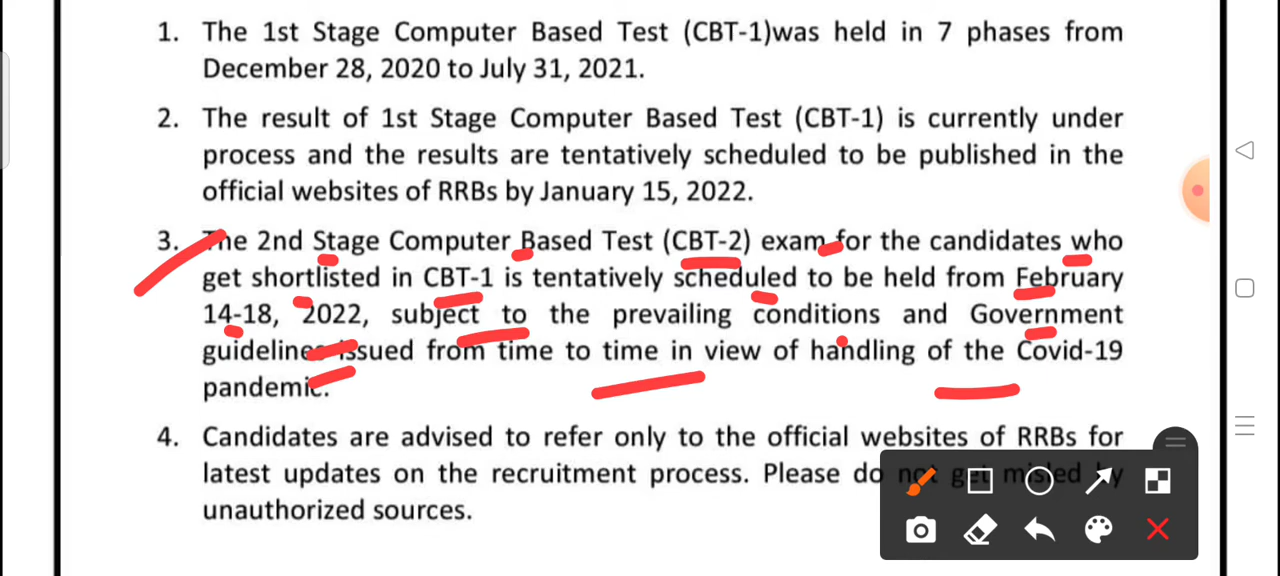 1. The 1st Stage Computer Based Test (CBT-1)was held in 7 phases from
December 28, 2020 to July 31, 2021.
2. The result of 1st Stage Computer Based Test (CBT-1) is currently under
process and the results are tentatively scheduled to be published in the
official websites of RRBs by January 15, 2022.
3. The 2nd Stage Computer Based Test (CBT-2) exam for the candidates who
get shortlisted in CBT-1 is tentatively scheduled to be held from February
14-18, 2022, subject to the prevailing conditions and Government
guidelines issued from time to time in view of handling of the Covid-19
pandemic.
4. Candidates are advised to refer only to the official websites of RRBs for
latest updates on the recruitment process. Please do not get misled by
unauthorized sources.